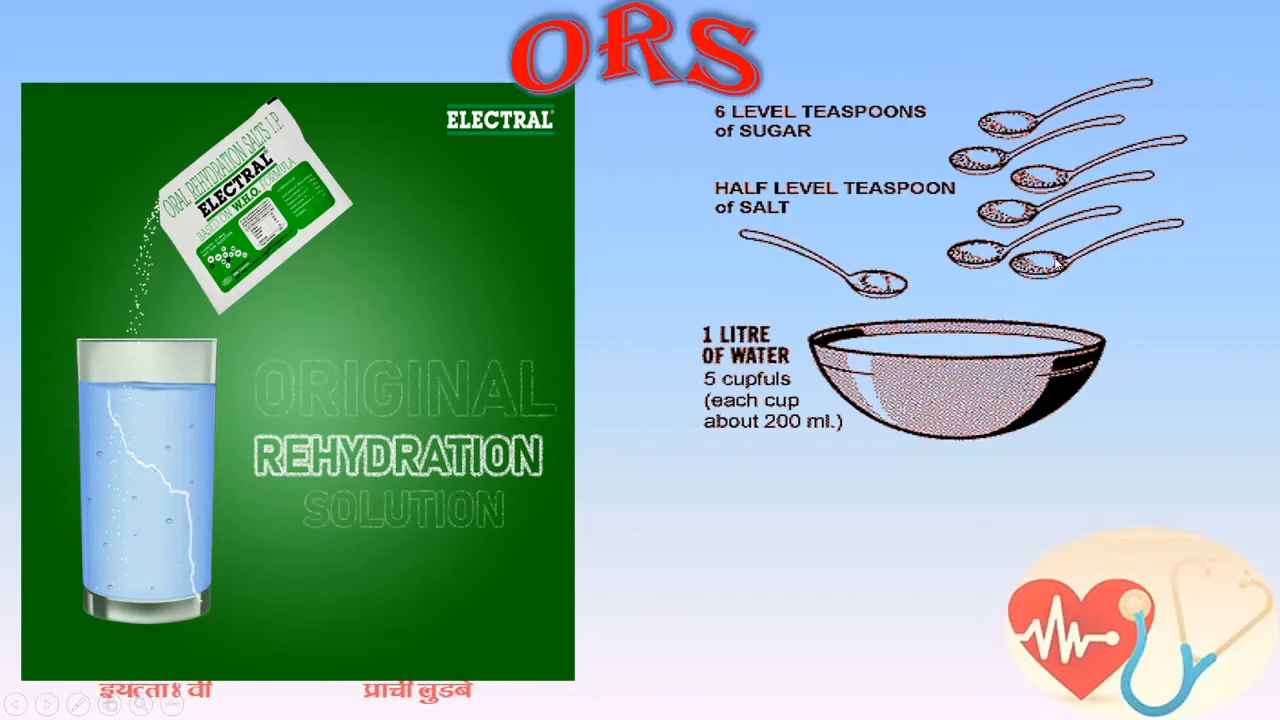 ORS
ELECTRAL
ORAL REHYDRATION SALTS I.P.
ELECTRAL
BASED ON W.H.O. FORMULA
ORIGINAL
REHYDRATION
SOLUTION
6 LEVEL TEASPOONS
of SUGAR
HALF LEVEL TEASPOON
of SALT
1 LITRE
OF WATER
5 cupfuls
(each cup
about 200 ml.)
इयत्ता 8 वी
प्राची लुडबे